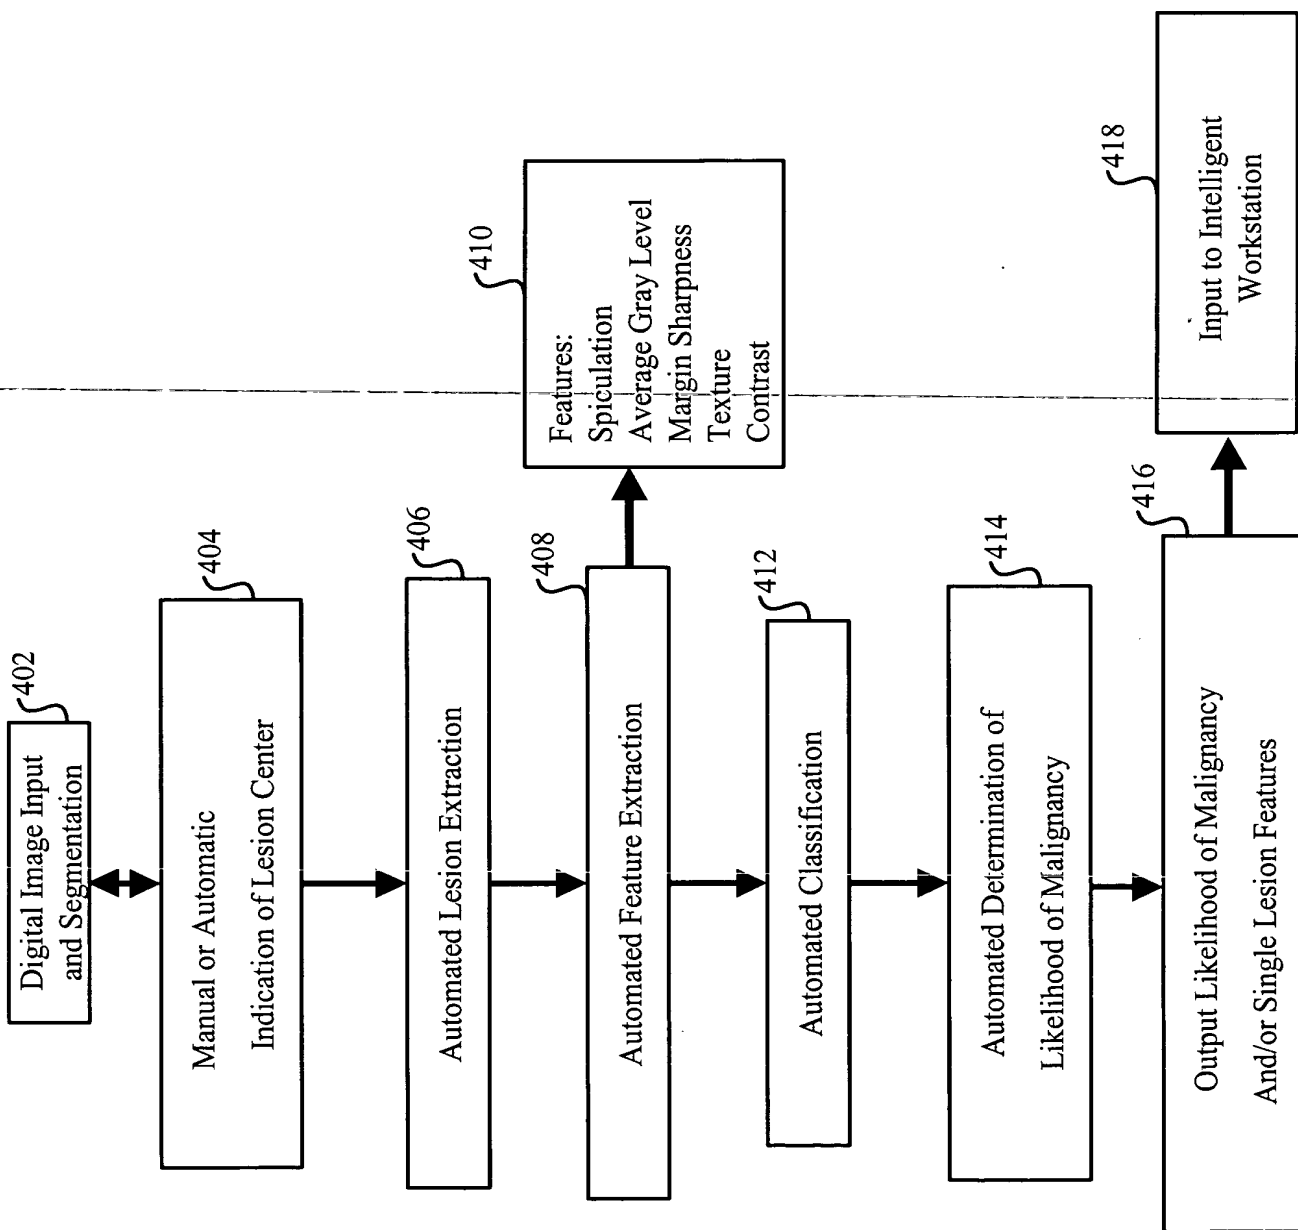 402
Digital Image Input
and Segmentation
404
Manual or Automatic
Indication of Lesion Center
406
Automated Lesion Extraction
408
Automated Feature Extraction
410
Features:
Spiculation
Average Gray Level
Margin Sharpness
Texture
Contrast
412
Automated Classification
414
Automated Determination of
Likelihood of Malignancy
416
Output Likelihood of Malignancy
And/or Single Lesion Features
418
Input to Intelligent
Workstation